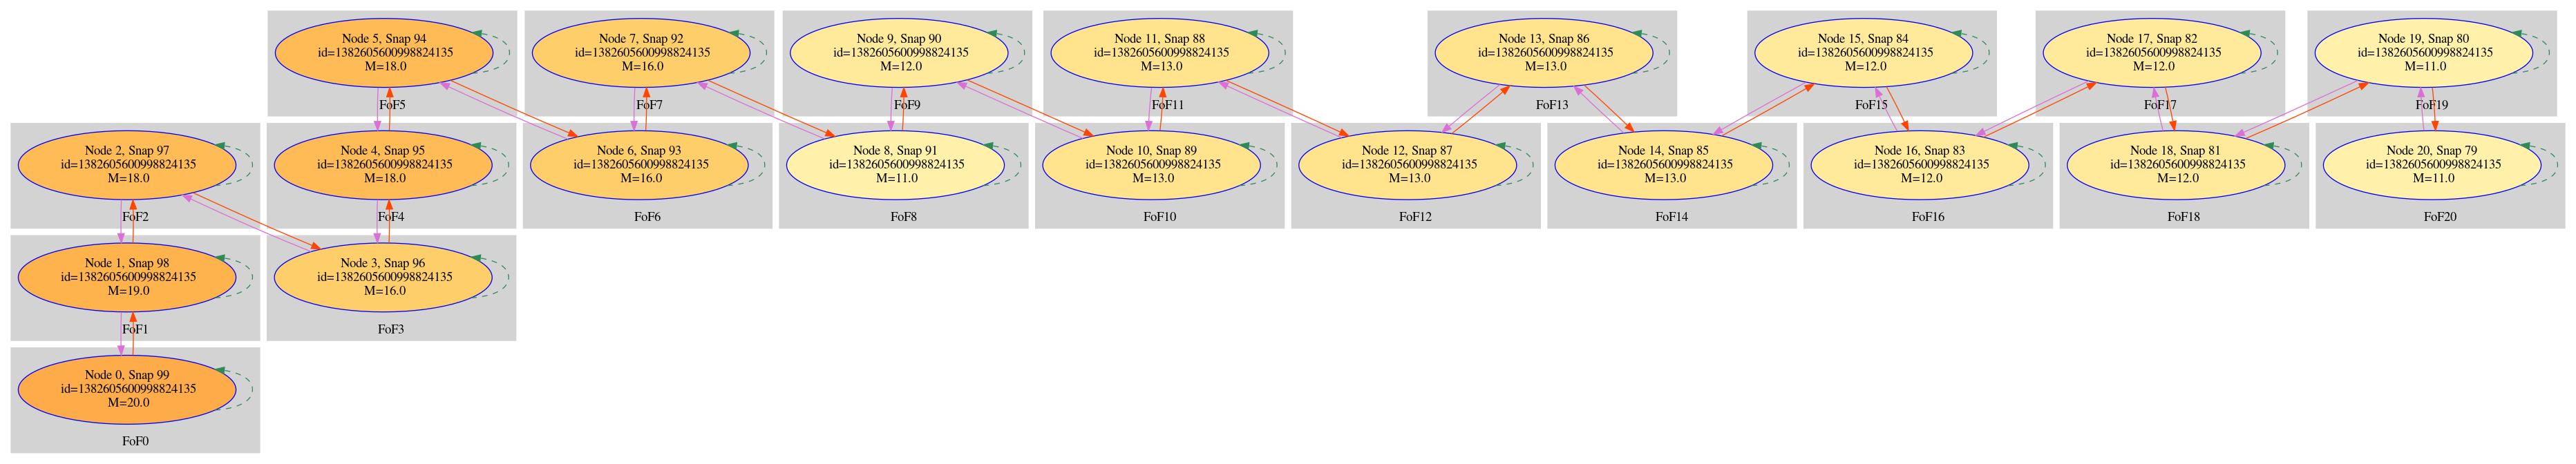 Node 5, Snap 94
id=1382605600998824135
M=18.0
FoF5
Node 7, Snap 92
id=1382605600998824135
M=16.0
FoF7
Node 9, Snap 90
id=1382605600998824135
M=12.0
FoF9
Node 11, Snap 88
id=1382605600998824135
M=13.0
FoF11
Node 13, Snap 86
id=1382605600998824135
M=13.0
FoF13
Node 15, Snap 84
id=1382605600998824135
M=12.0
FoF15
Node 17, Snap 82
id=1382605600998824135
M=12.0
FoF17
Node 19, Snap 80
id=1382605600998824135
M=11.0
FoF19
Node 2, Snap 97
id=1382605600998824135
M=18.0
FoF2
Node 4, Snap 95
id=1382605600998824135
M=18.0
FoF4
Node 6, Snap 93
id=1382605600998824135
M=16.0
FoF6
Node 8, Snap 91
id=1382605600998824135
M=11.0
FoF8
Node 10, Snap 89
id=1382605600998824135
M=13.0
FoF10
Node 12, Snap 87
id=1382605600998824135
M=13.0
FoF12
Node 14, Snap 85
id=1382605600998824135
M=13.0
FoF14
Node 16, Snap 83
id=1382605600998824135
M=12.0
FoF16
Node 18, Snap 81
id=1382605600998824135
M=12.0
FoF18
Node 20, Snap 79
id=1382605600998824135
M=11.0
FoF20
Node 1, Snap 98
id=1382605600998824135
M=19.0
FoF1
Node 3, Snap 96
id=1382605600998824135
M=16.0
FoF3
Node 0, Snap 99
id=1382605600998824135
M=20.0
FoF0